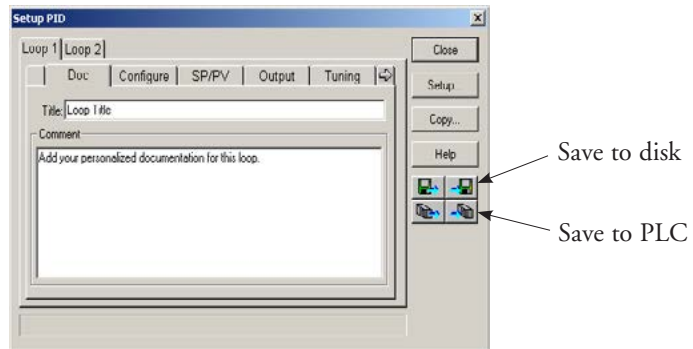 Setup PID
Loop 1 Loop 2
Doc Configure SP/PV Output Tuning
Title: Loop Title
Comment
Add your personalized documentation for this loop.
Close
Setup...
Copy...
Help
Save to disk
Save to PLC